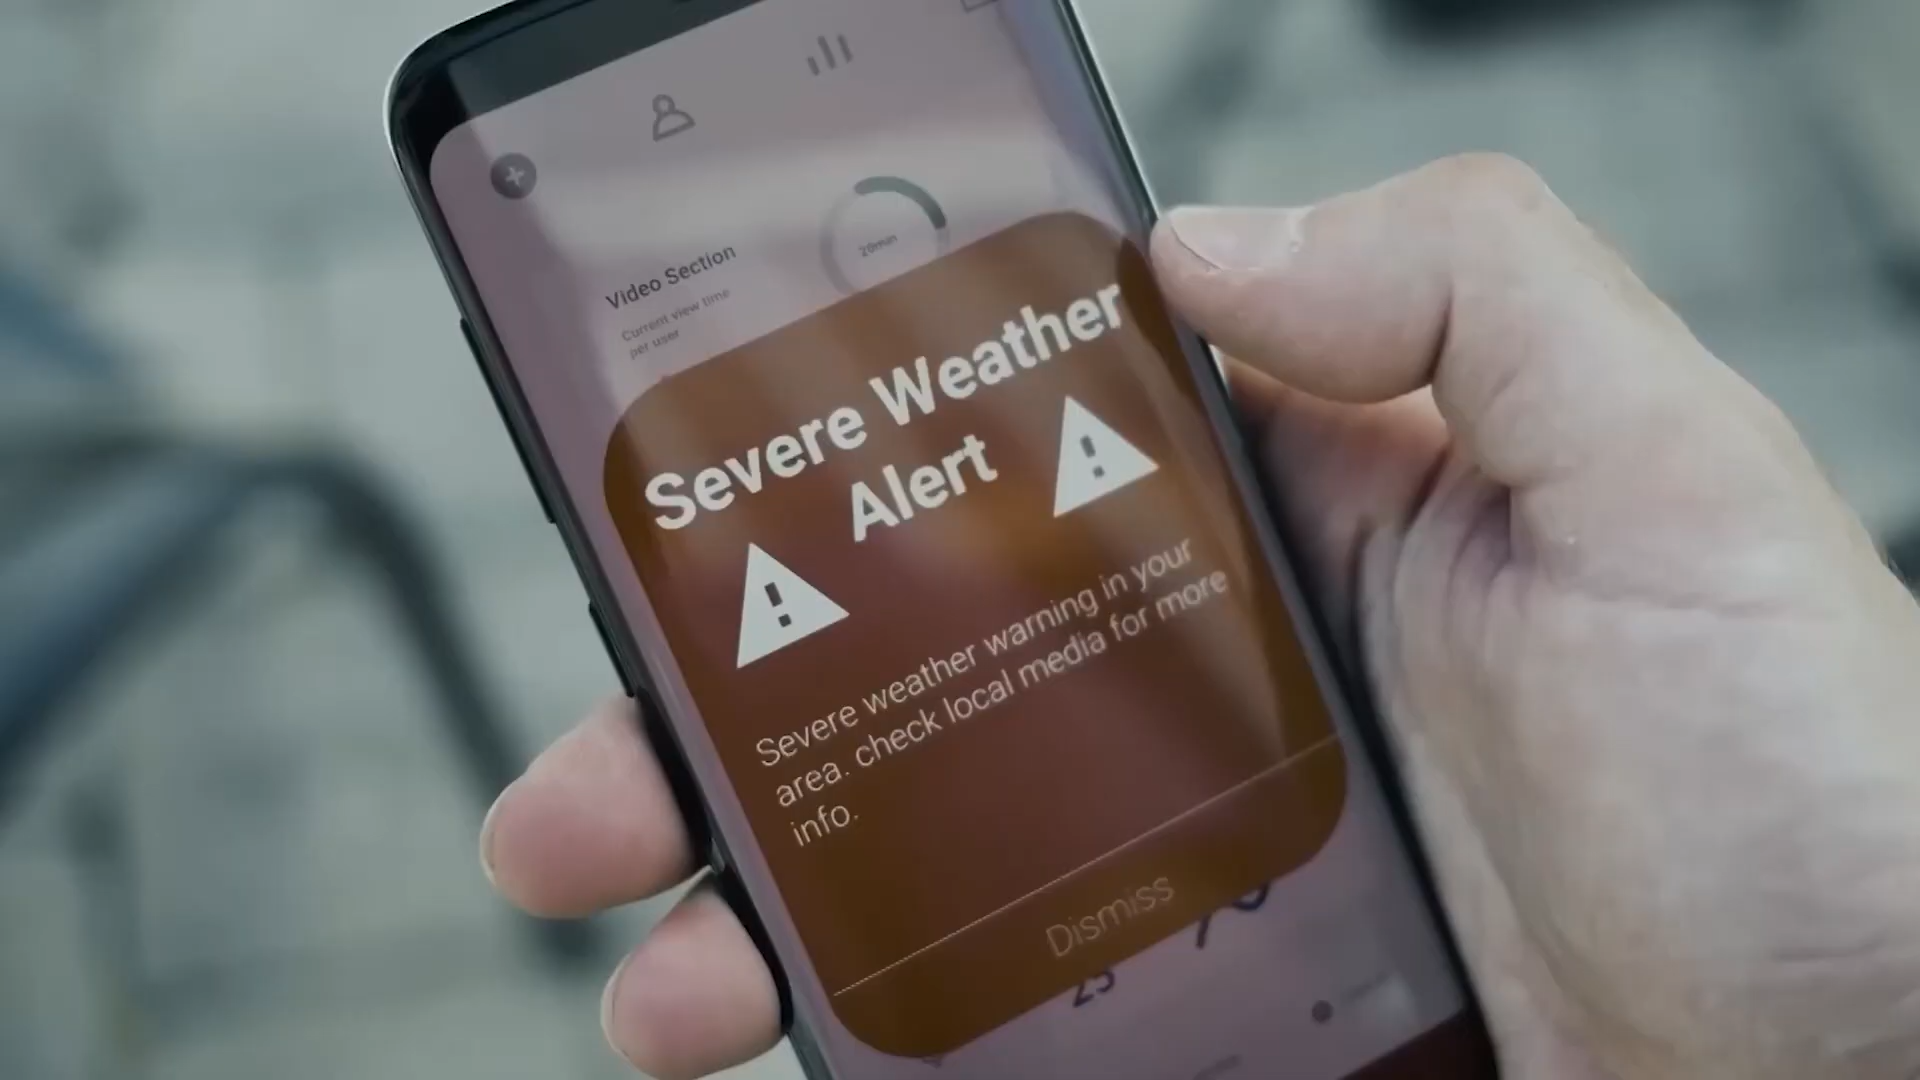 20min
Video Section
Current view time
per user
Severe Weather
Alert
Severe weather warning in your
area. check local media for more
info.
Dismiss